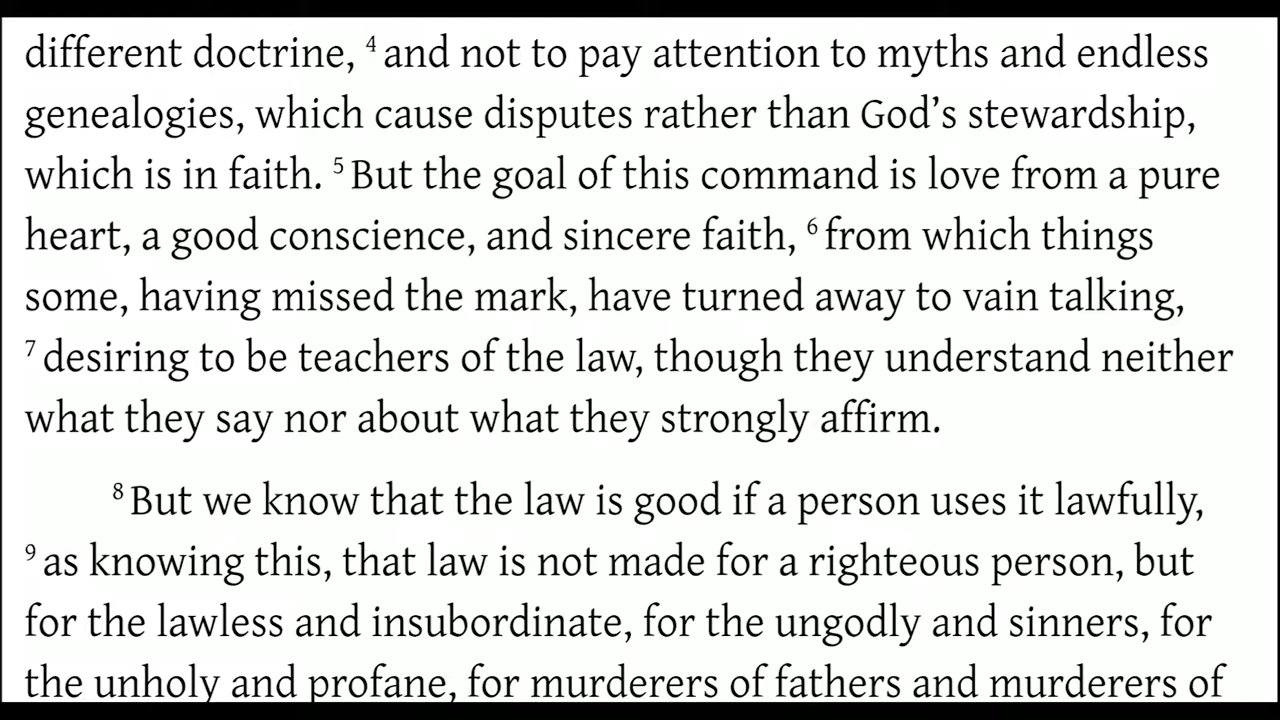 different doctrine, ⁴ and not to pay attention to myths and endless
genealogies, which cause disputes rather than God’s stewardship,
which is in faith. ⁵ But the goal of this command is love from a pure
heart, a good conscience, and sincere faith, ⁶ from which things
some, having missed the mark, have turned away to vain talking,
⁷ desiring to be teachers of the law, though they understand neither
what they say nor about what they strongly affirm.
⁸ But we know that the law is good if a person uses it lawfully,
⁹ as knowing this, that law is not made for a righteous person, but
for the lawless and insubordinate, for the ungodly and sinners, for
the unholy and profane, for murderers of fathers and murderers of